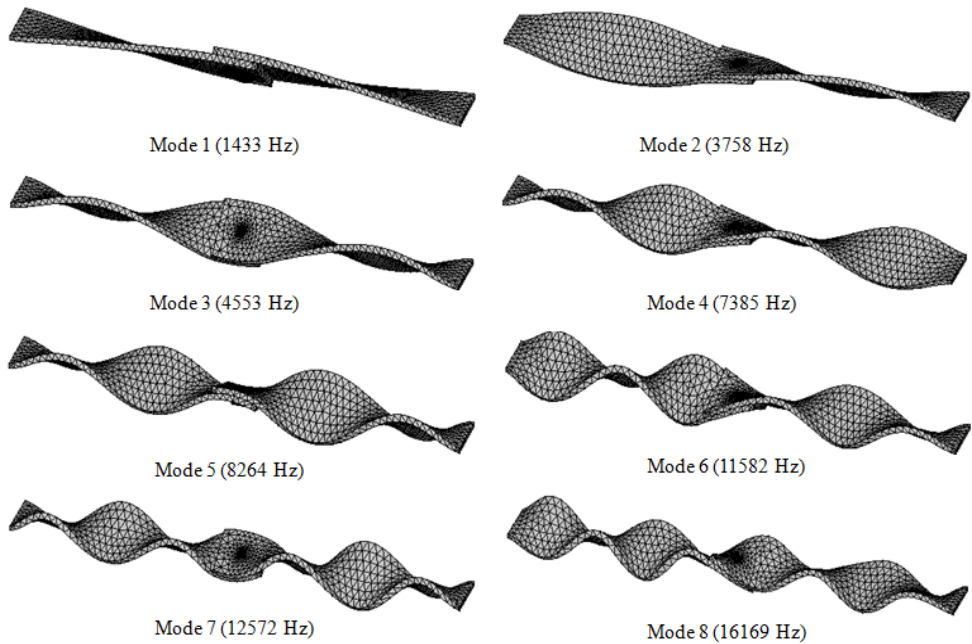 Mode 1 (1433 Hz)
Mode 2 (3758 Hz)
Mode 3 (4553 Hz)
Mode 4 (7385 Hz)
Mode 5 (8264 Hz)
Mode 6 (11582 Hz)
Mode 7 (12572 Hz)
Mode 8 (16169 Hz)